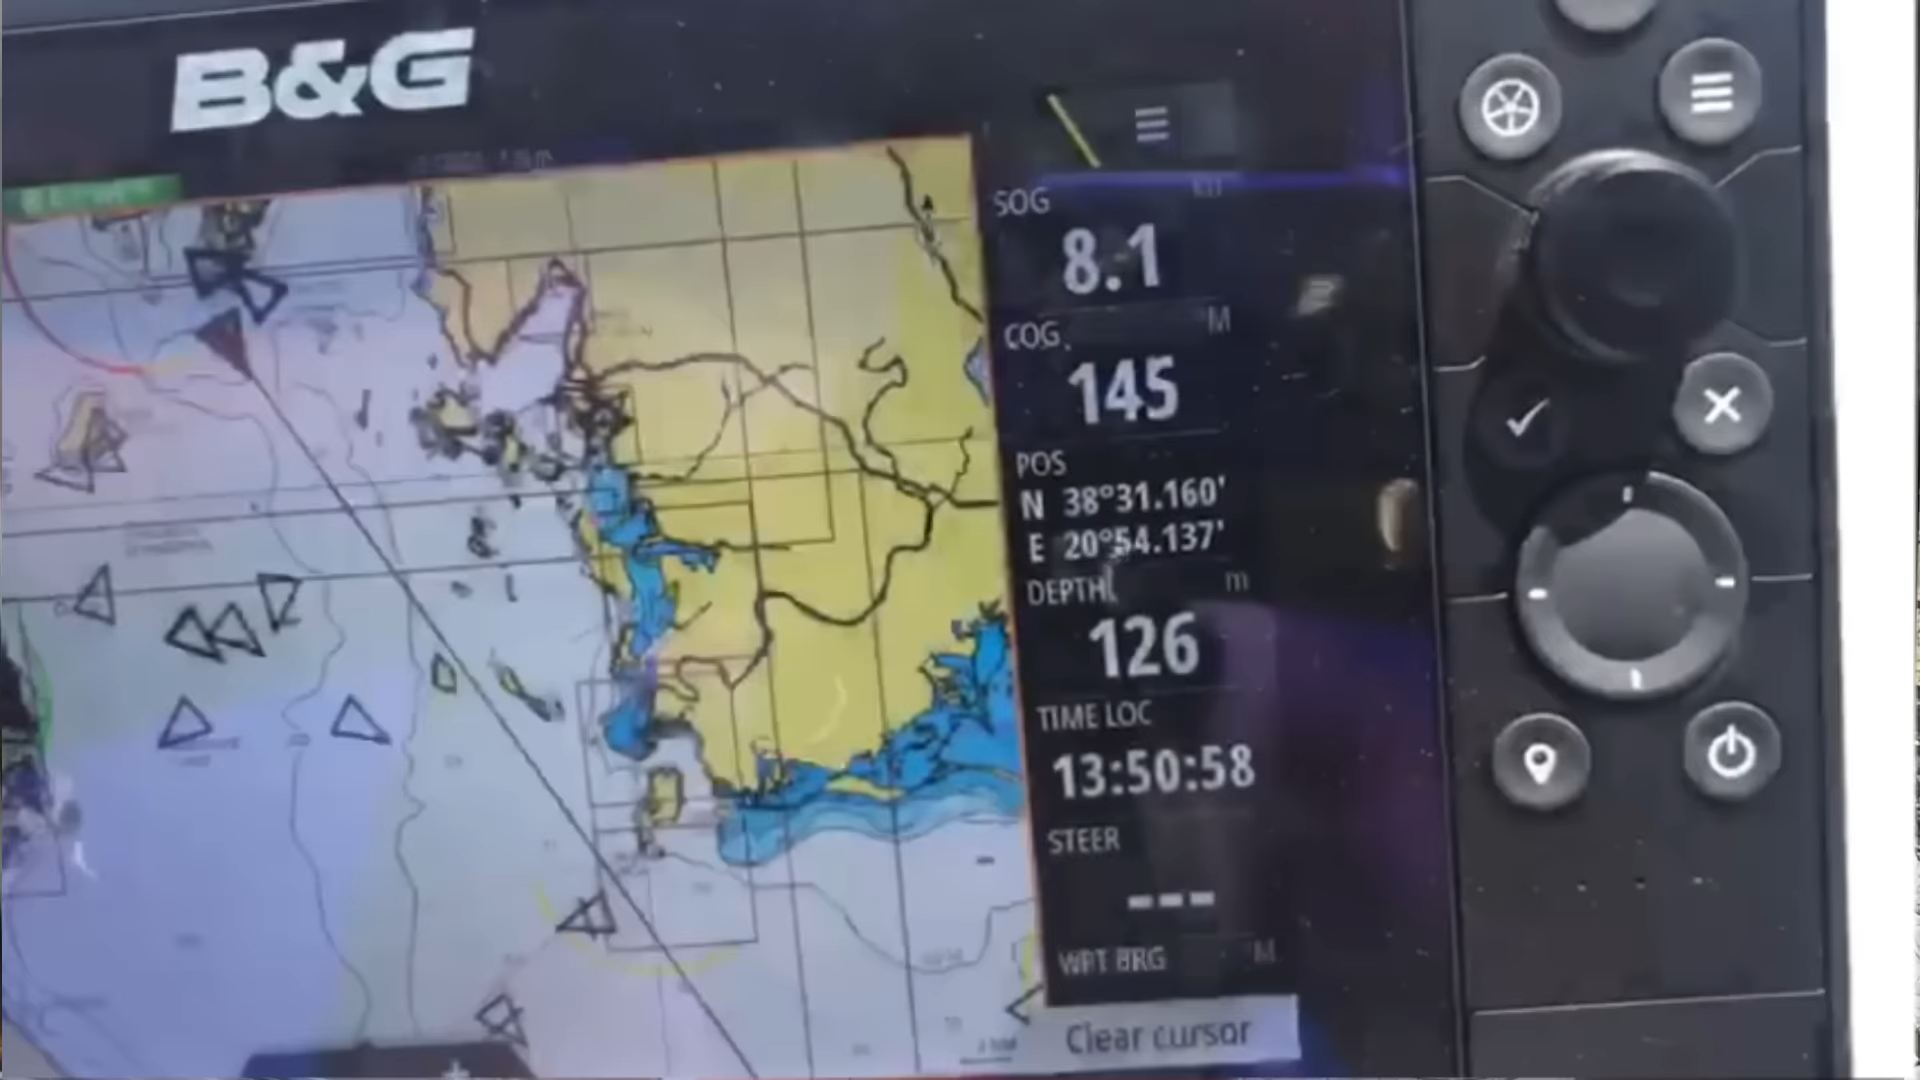 B&G
SOG
kn
8.1
COG
M
145
POS
N 38°31.160'
E 20°54.137'
DEPTH
m
126
TIME LOC
13:50:58
STEER
---
WPT BRG
M
Clear cursor